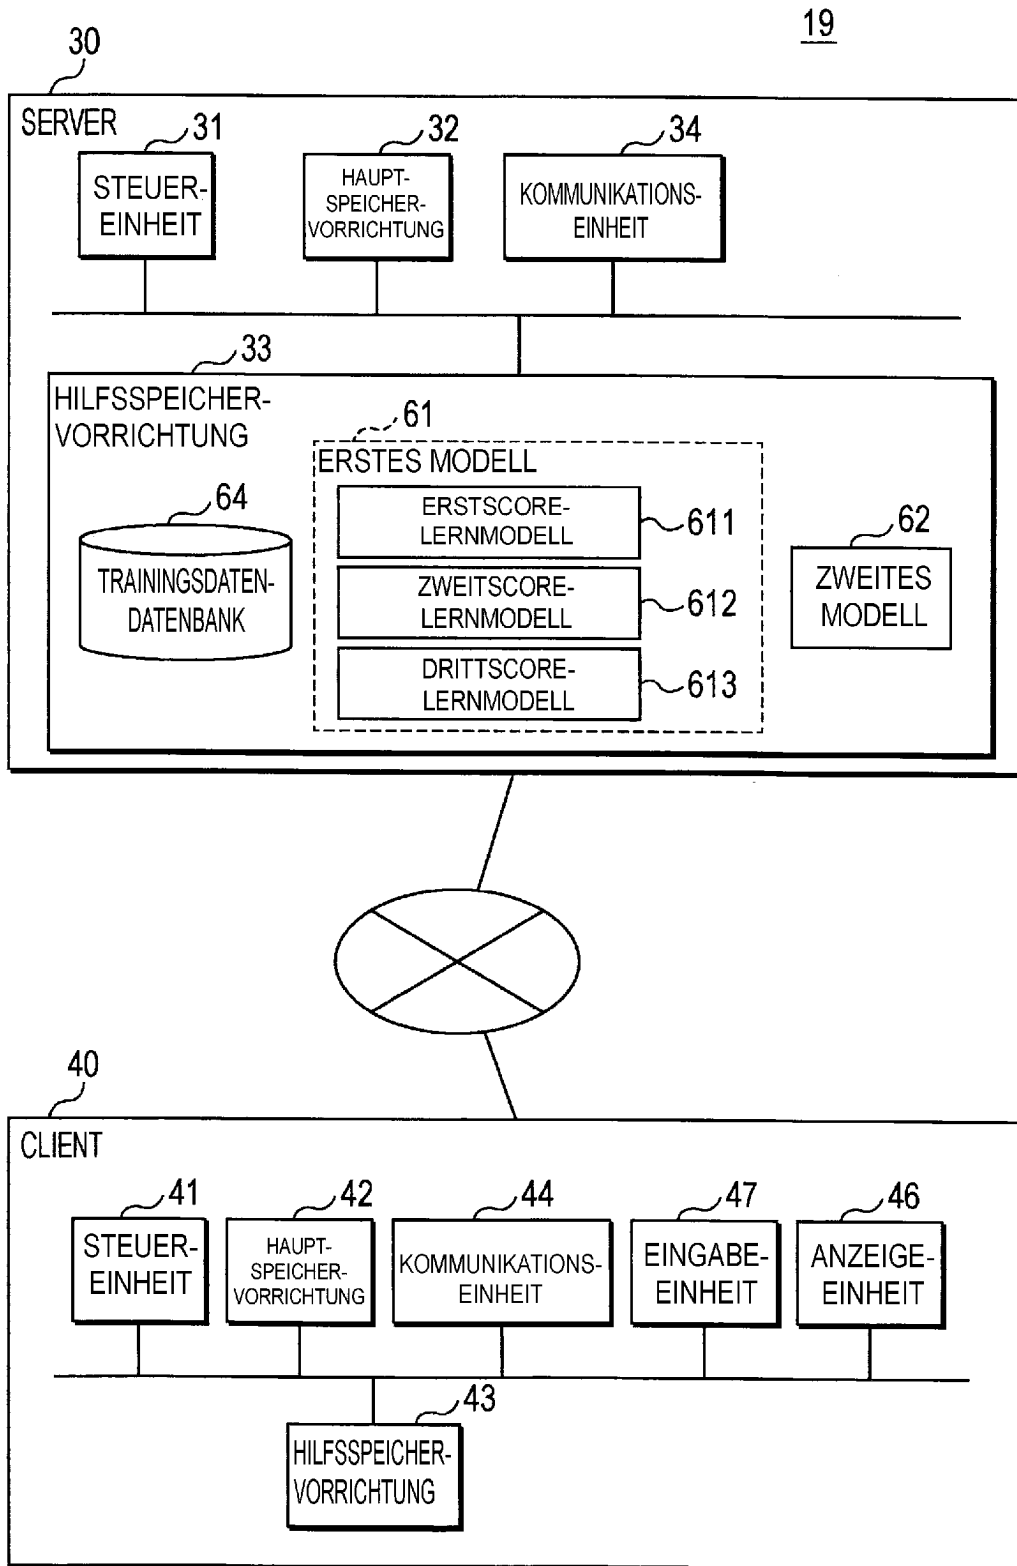 19
30
SERVER
31
32
34
STEUER-
EINHEIT
HAUPT-
SPEICHER-
VORRICHTUNG
KOMMUNIKATIONS-
EINHEIT
33
HILFSSPEICHER-
VORRICHTUNG
61
ERSTES MODELL
64
TRAININGSDATEN-
DATENBANK
ERSTSCORE-
LERNMODELL
611
ZWEITSCORE-
LERNMODELL
612
DRITTSCORE-
LERNMODELL
613
62
ZWEITES
MODELL
40
CLIENT
41
42
44
47
46
STEUER-
EINHEIT
HAUPT-
SPEICHER-
VORRICHTUNG
KOMMUNIKATIONS-
EINHEIT
EINGABE-
EINHEIT
ANZEIGE-
EINHEIT
43
HILFSSPEICHER-
VORRICHTUNG